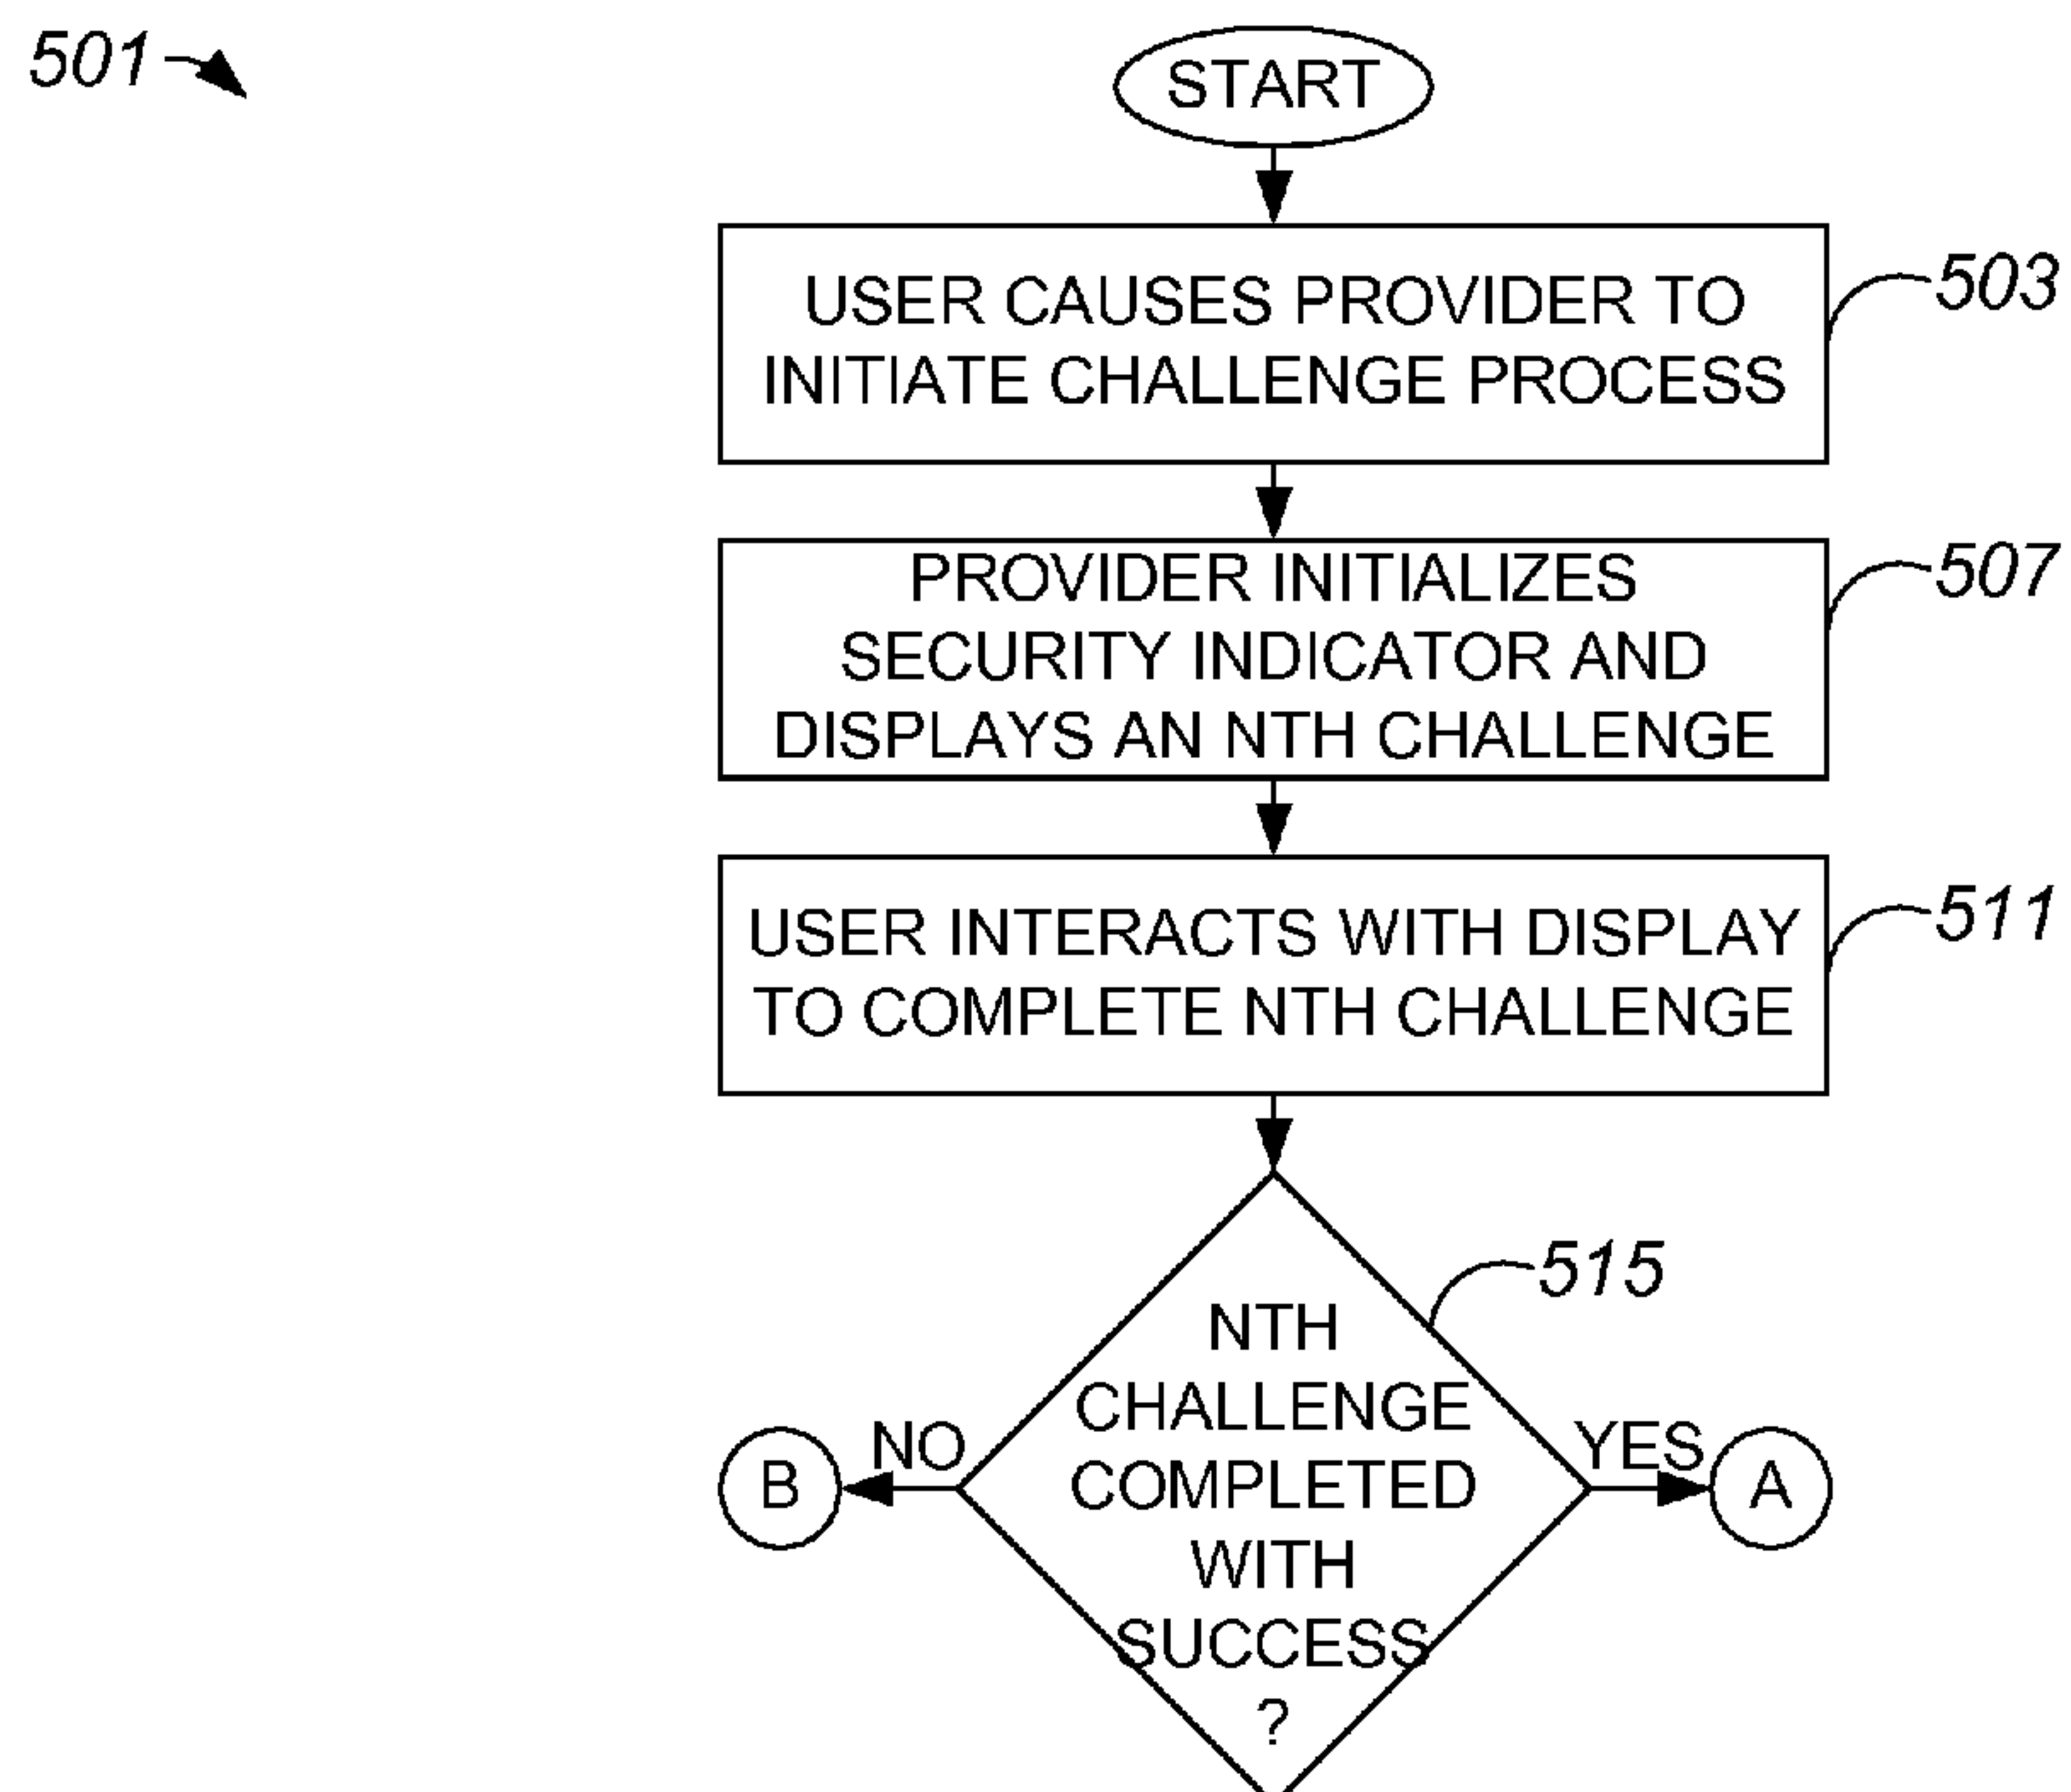 501
START
USER CAUSES PROVIDER TO
INITIATE CHALLENGE PROCESS
503
PROVIDER INITIALIZES
SECURITY INDICATOR AND
DISPLAYS AN NTH CHALLENGE
507
USER INTERACTS WITH DISPLAY
TO COMPLETE NTH CHALLENGE
511
515
NTH
CHALLENGE
COMPLETED
WITH
SUCCESS
?
NO
B
YES
A